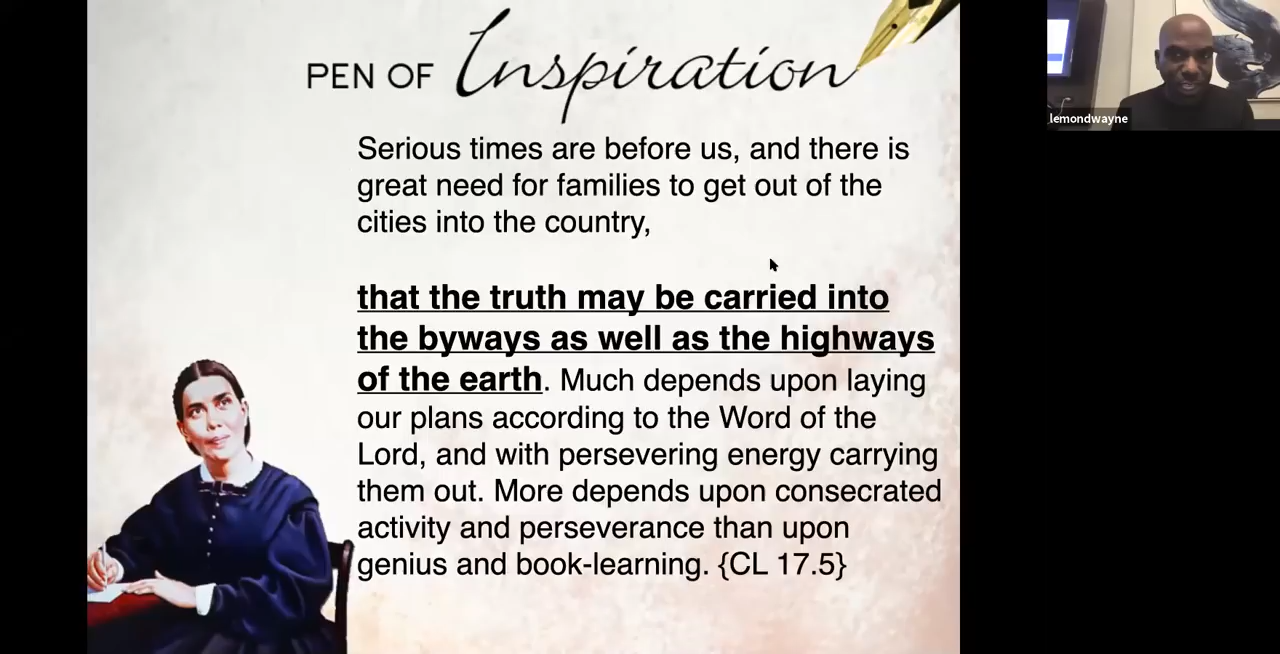 PEN OF Inspiration
lemondwayne
Serious times are before us, and there is
great need for families to get out of the
cities into the country,
that the truth may be carried into
the byways as well as the highways
of the earth. Much depends upon laying
our plans according to the Word of the
Lord, and with persevering energy carrying
them out. More depends upon consecrated
activity and perseverance than upon
genius and book-learning. {CL 17.5}